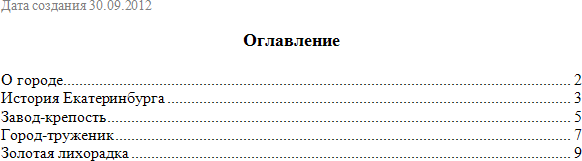 Дата создания 30.09.2012
Оглавление
О городе 2
История Екатеринбурга 3
Завод-крепость 5
Город-труженик 7
Золотая лихорадка 9